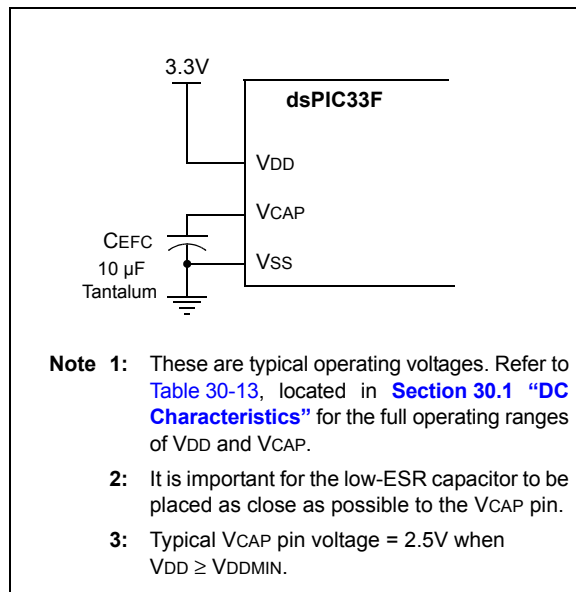 3.3V
dsPIC33F
VDD
VCAP
CEFC
10 µF
Tantalum
VSS
Note 1: These are typical operating voltages. Refer to
Table 30-13, located in Section 30.1 “DC
Characteristics” for the full operating ranges
of VDD and VCAP.
2: It is important for the low-ESR capacitor to be
placed as close as possible to the VCAP pin.
3: Typical VCAP pin voltage = 2.5V when
VDD ≥ VDDMIN.